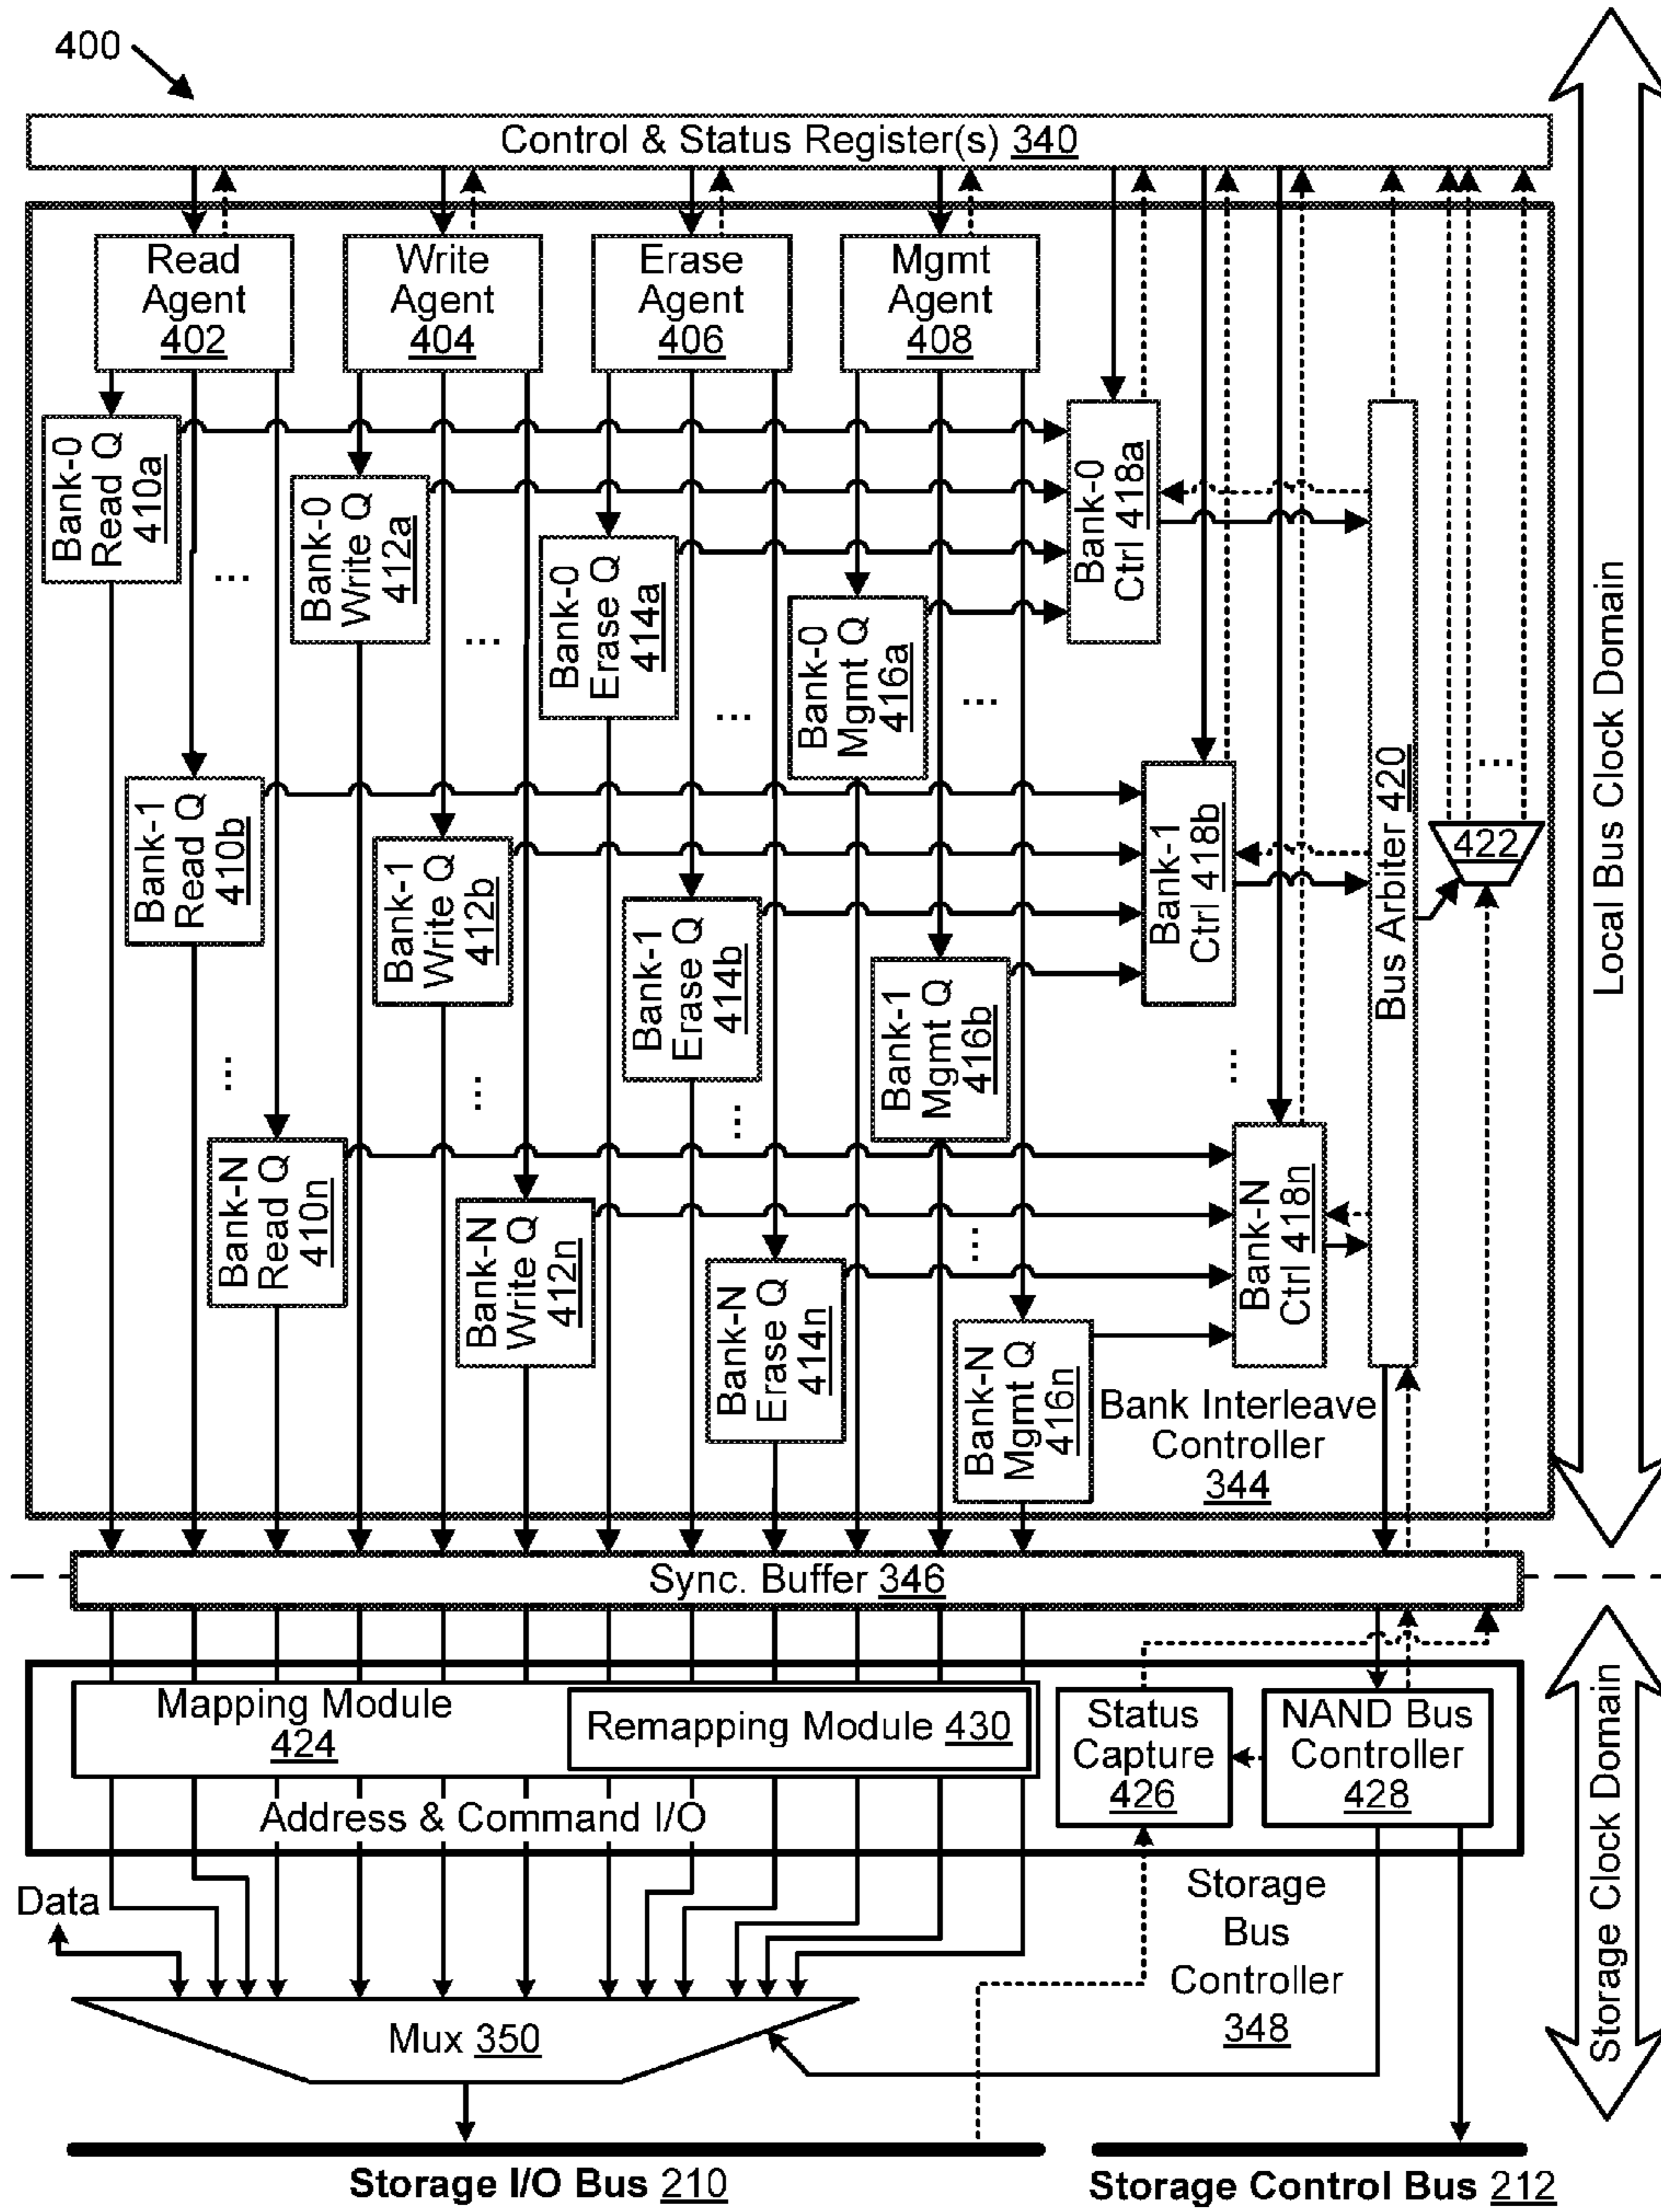 400
Control & Status Register(s) 340
Read
Agent
402
Write
Agent
404
Erase
Agent
406
Mgmt
Agent
408
Bank-0
Read Q
410a
Bank-0
Write Q
412a
Bank-0
Erase Q
414a
Bank-0
Mgmt Q
416a
Bank-0
Ctrl 418a
...
...
...
...
Bank-1
Read Q
410b
Bank-1
Write Q
412b
Bank-1
Erase Q
414b
Bank-1
Mgmt Q
416b
Bank-1
Ctrl 418b
Bus Arbiter 420
...
422
Local Bus Clock Domain
...
...
...
...
...
Bank-N
Read Q
410n
Bank-N
Write Q
412n
Bank-N
Erase Q
414n
Bank-N
Mgmt Q
416n
Bank-N
Ctrl 418n
Bank Interleave
Controller
344
Sync. Buffer 346
Mapping Module
424
Remapping Module 430
Status
Capture
426
NAND Bus
Controller
428
Address & Command I/O
Storage Clock Domain
Data
Storage
Bus
Controller
348
Mux 350
Storage I/O Bus 210
Storage Control Bus 212